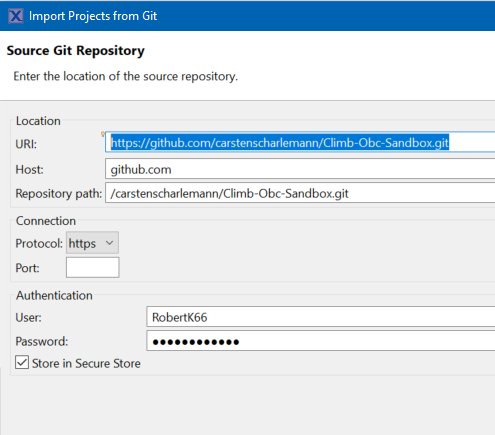 Import Projects from Git
Source Git Repository
Enter the location of the source repository.
Location
URI: https://github.com/carstenscharlemann/Climb-Obc-Sandbox.git
Host: github.com
Repository path: /carstenscharlemann/Climb-Obc-Sandbox.git
Connection
Protocol: https
Port:
Authentication
User: RobertK66
Password: ●●●●●●●●●●●●
Store in Secure Store